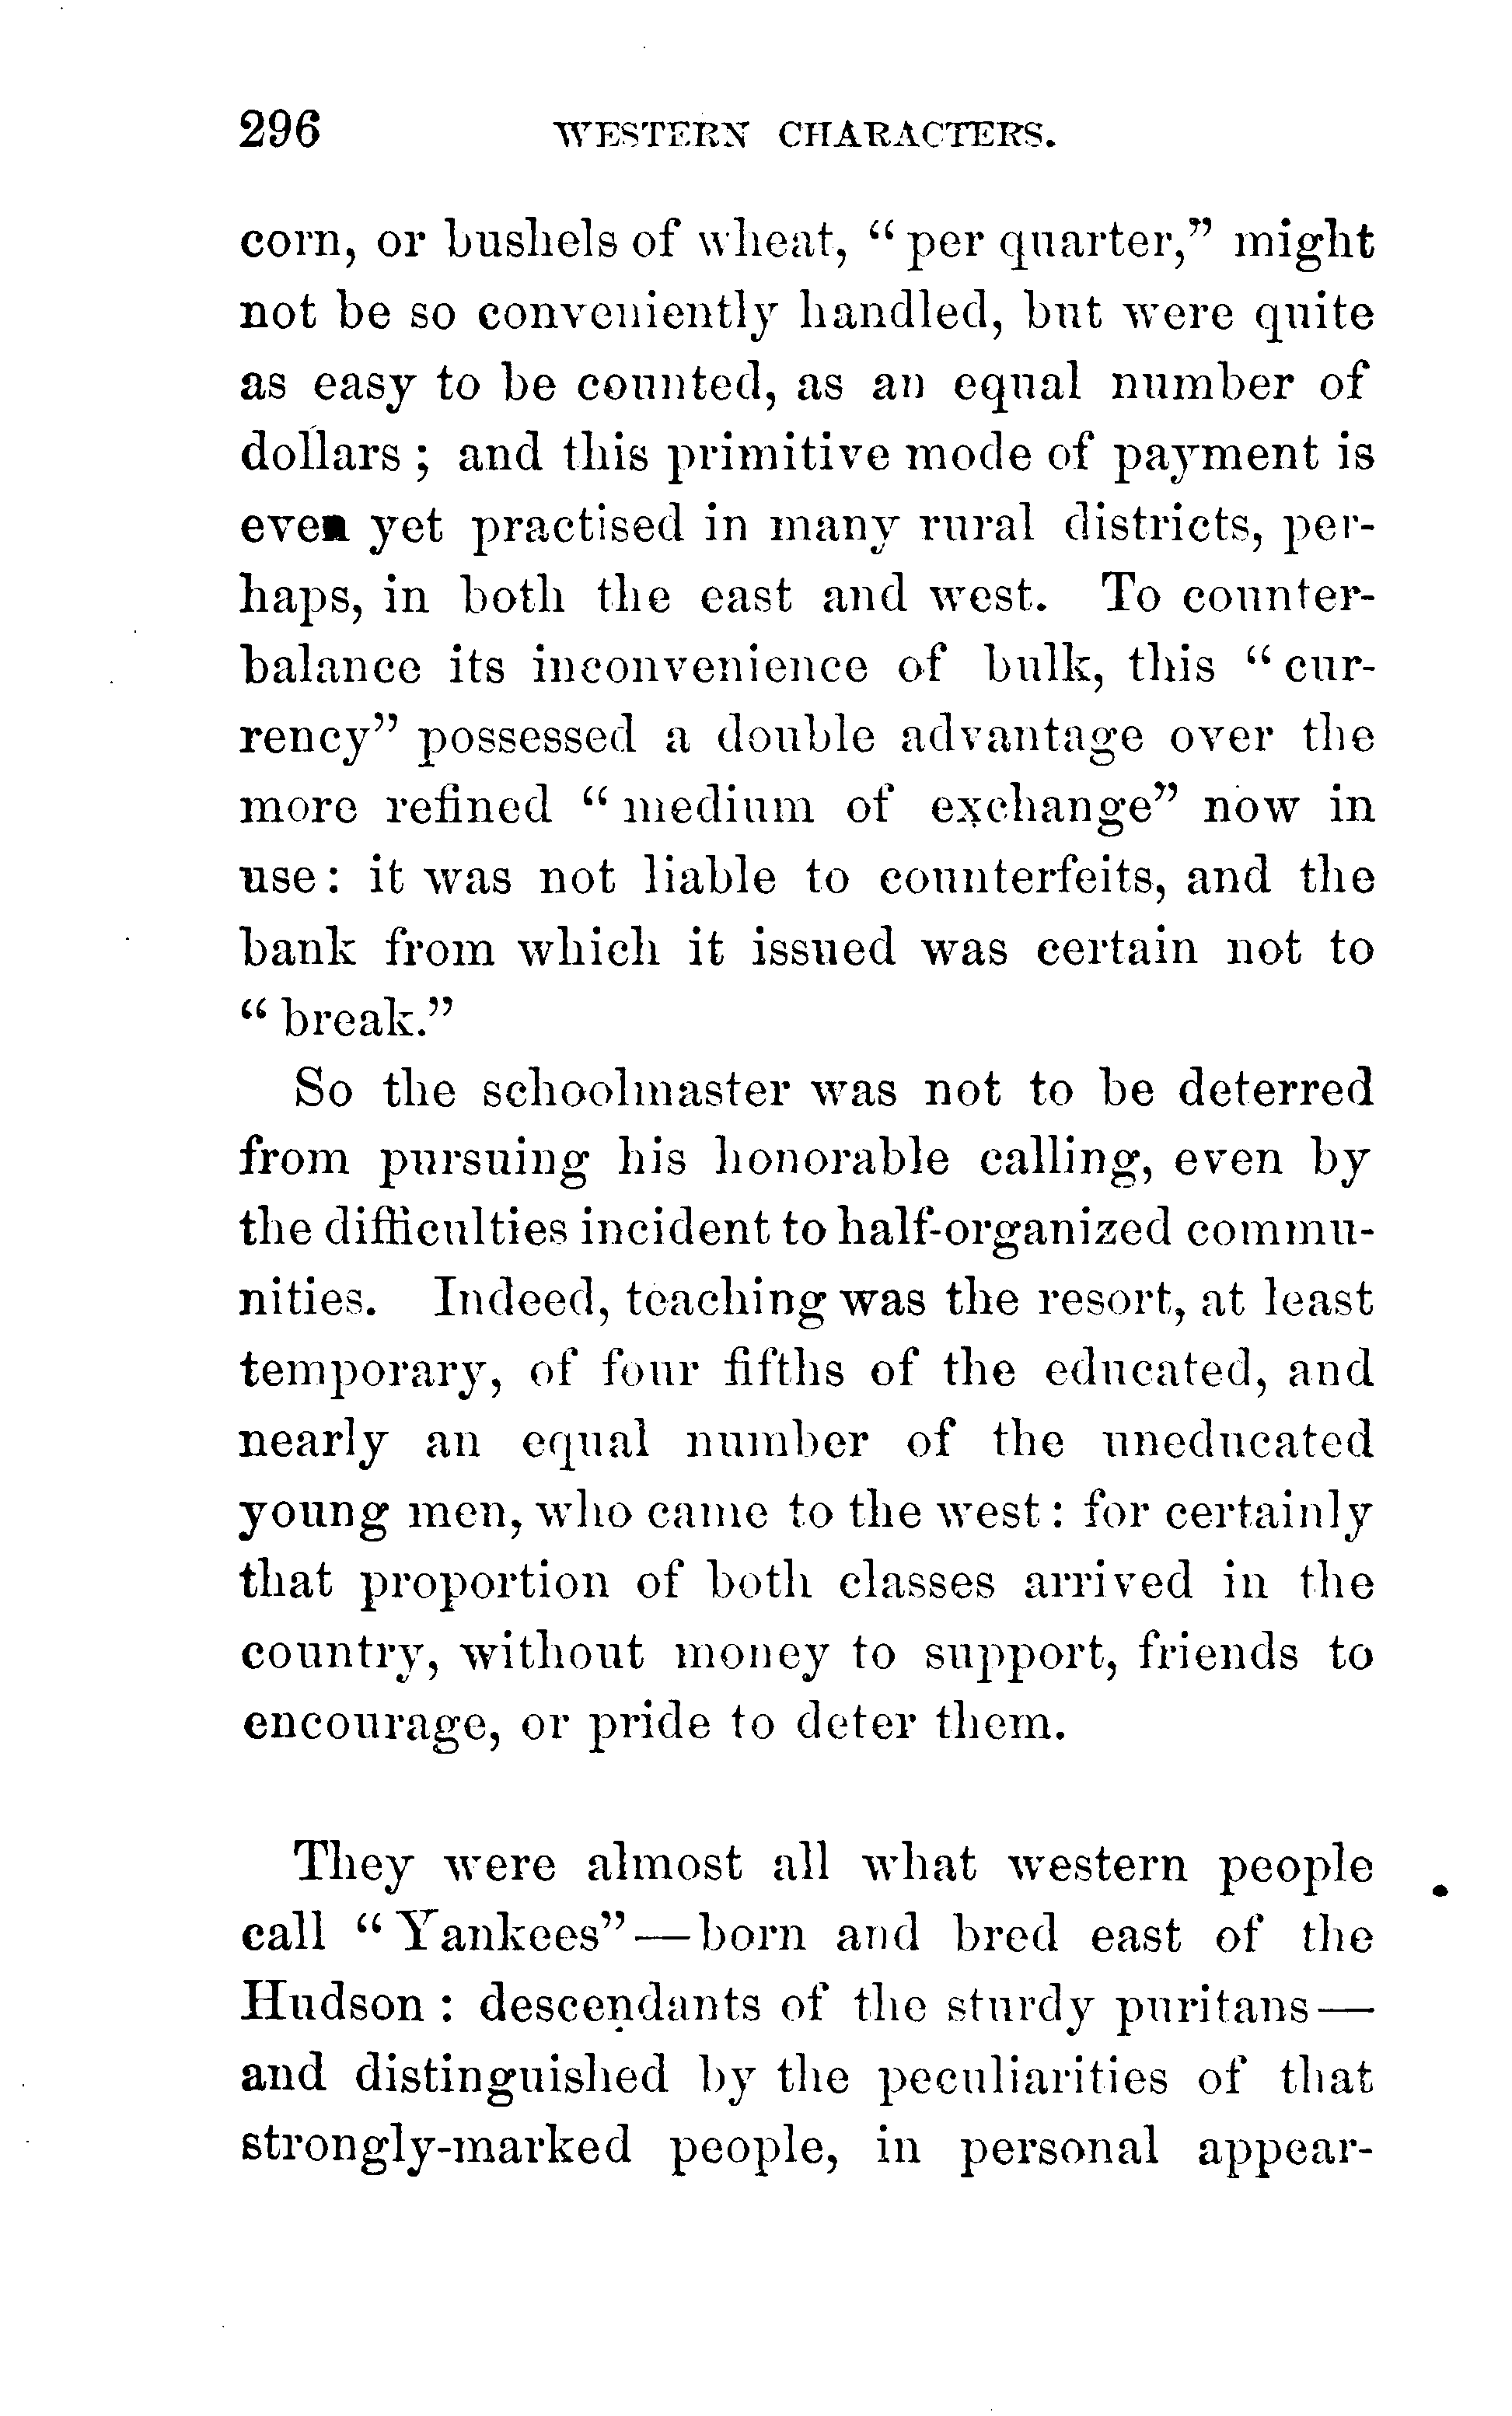 296 WESTERN CHARACTERS.
corn, or bushels of wheat, “per quarter,” might
not be so conveniently handled, but were quite
as easy to be counted, as an equal number of
dollars; and this primitive mode of payment is
even yet practised in many rural districts, per-
haps, in both the east and west. To counter-
balance its inconvenience of bulk, this “cur-
rency” possessed a double advantage over the
more refined “medium of exchange” now in
use: it was not liable to counterfeits, and the
bank from which it issued was certain not to
“break.”
So the schoolmaster was not to be deterred
from pursuing his honorable calling, even by
the difficulties incident to half-organized commu-
nities. Indeed, teaching was the resort, at least
temporary, of four fifths of the educated, and
nearly an equal number of the uneducated
young men, who came to the west: for certainly
that proportion of both classes arrived in the
country, without money to support, friends to
encourage, or pride to deter them.
They were almost all what western people
call “Yankees”—born and bred east of the
Hudson: descendants of the sturdy puritans—
and distinguished by the peculiarities of that
strongly-marked people, in personal appear-